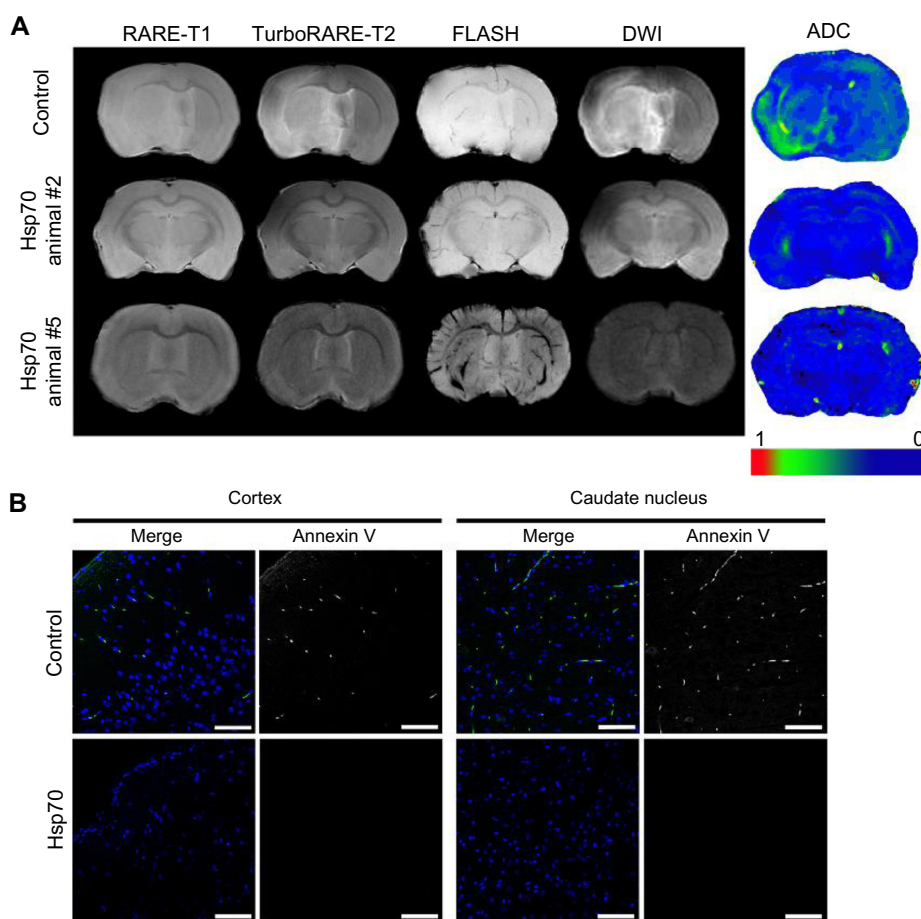 A
RARE-T1 TurboRARE-T2 FLASH DWI ADC
Control
Hsp70
animal #2
Hsp70
animal #5
1 0
B
Cortex Caudate nucleus
Merge Annexin V Merge Annexin V
Control
Hsp70